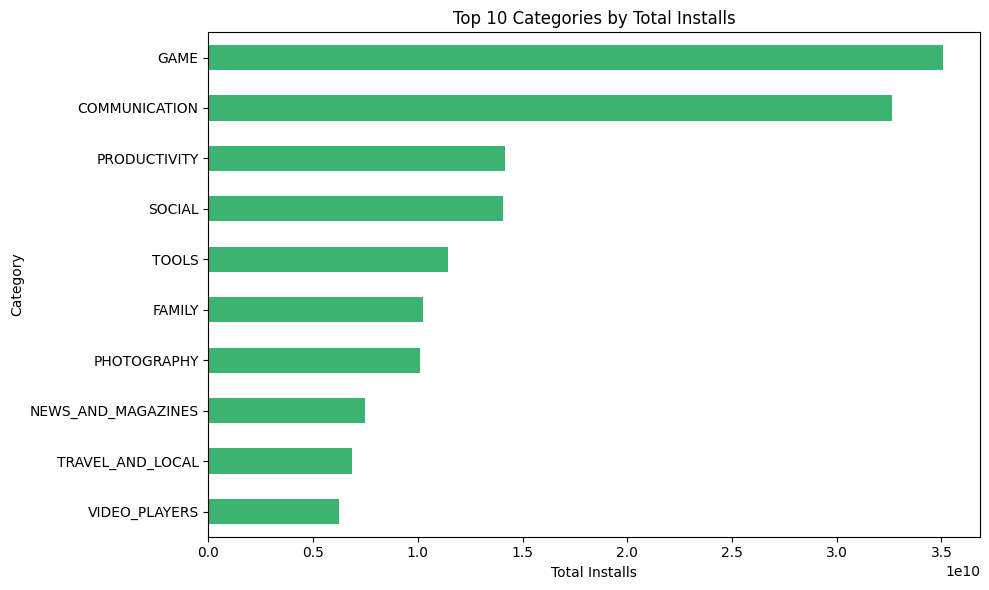 Top 10 Categories by Total Installs
GAME
COMMUNICATION
PRODUCTIVITY
SOCIAL
TOOLS
FAMILY
PHOTOGRAPHY
NEWS_AND_MAGAZINES
TRAVEL_AND_LOCAL
VIDEO_PLAYERS
Category
0.0 0.5 1.0 1.5 2.0 2.5 3.0 3.5
1e10
Total Installs